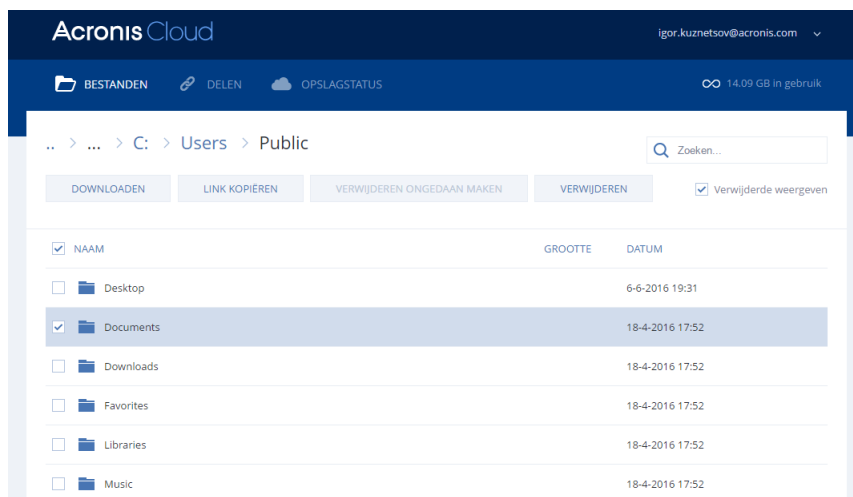 Acronis Cloud
igor.kuznetsov@acronis.com
BESTANDEN DELEN OPSLAGSTATUS 14.09 GB in gebruik
.. > ... > C: > Users > Public
Zoeken...
DOWNLOADEN LINK KOPIËREN VERWIJDEREN ONGEDAAN MAKEN VERWIJDEREN Verwijderde weergeven
NAAM GROOTTE DATUM
Desktop 6-6-2016 19:31
Documents 18-4-2016 17:52
Downloads 18-4-2016 17:52
Favorites 18-4-2016 17:52
Libraries 18-4-2016 17:52
Music 18-4-2016 17:52